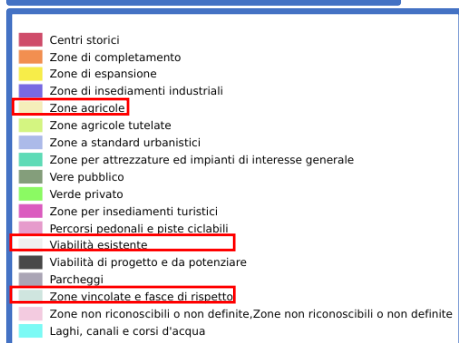 Centri storici
Zone di completamento
Zone di espansione
Zone di insediamenti industriali
Zone agricole
Zone agricole tutelate
Zone a standard urbanistici
Zone per attrezzature ed impianti di interesse generale
Vere pubblico
Verde privato
Zone per insediamenti turistici
Percorsi pedonali e piste ciclabili
Viabilità esistente
Viabilità di progetto e da potenziare
Parcheggi
Zone vincolate e fasce di rispetto
Zone non riconoscibili o non definite,Zone non riconoscibili o non definite
Laghi, canali e corsi d'acqua